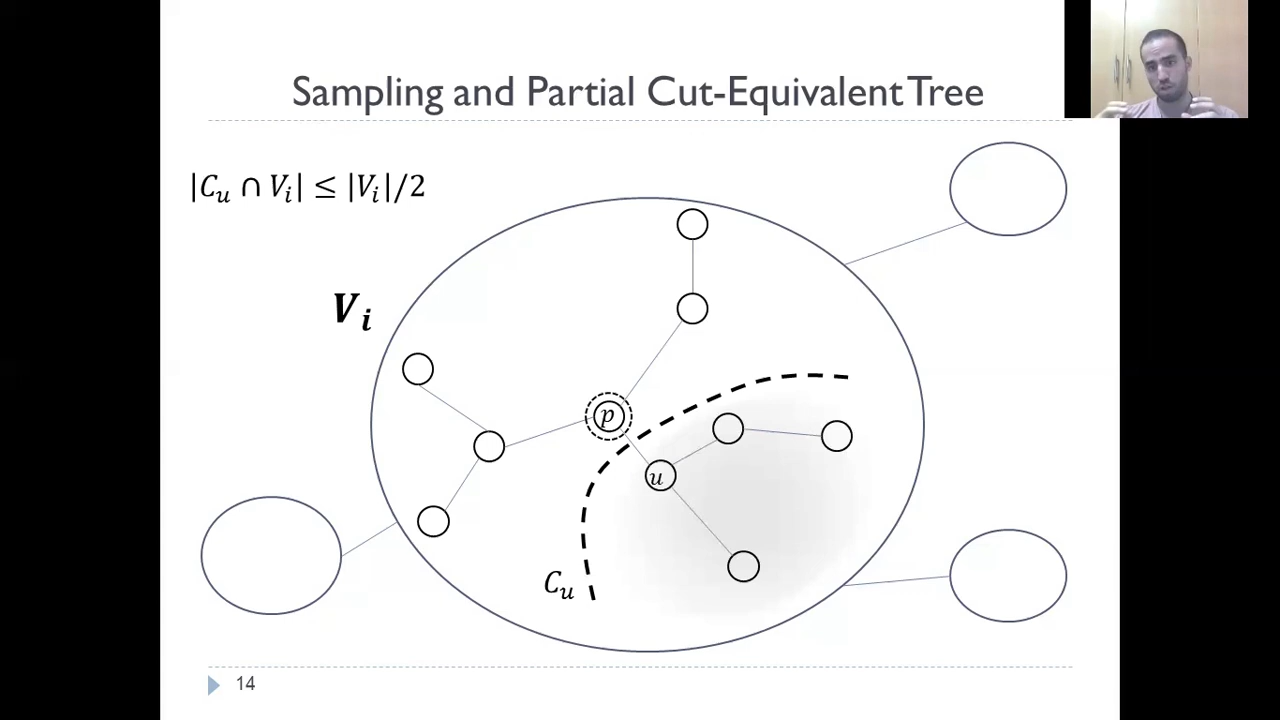 Sampling and Partial Cut-Equivalent Tree
|C_u ∩ V_i| ≤ |V_i|/2
V_i
p
u
C_u
14